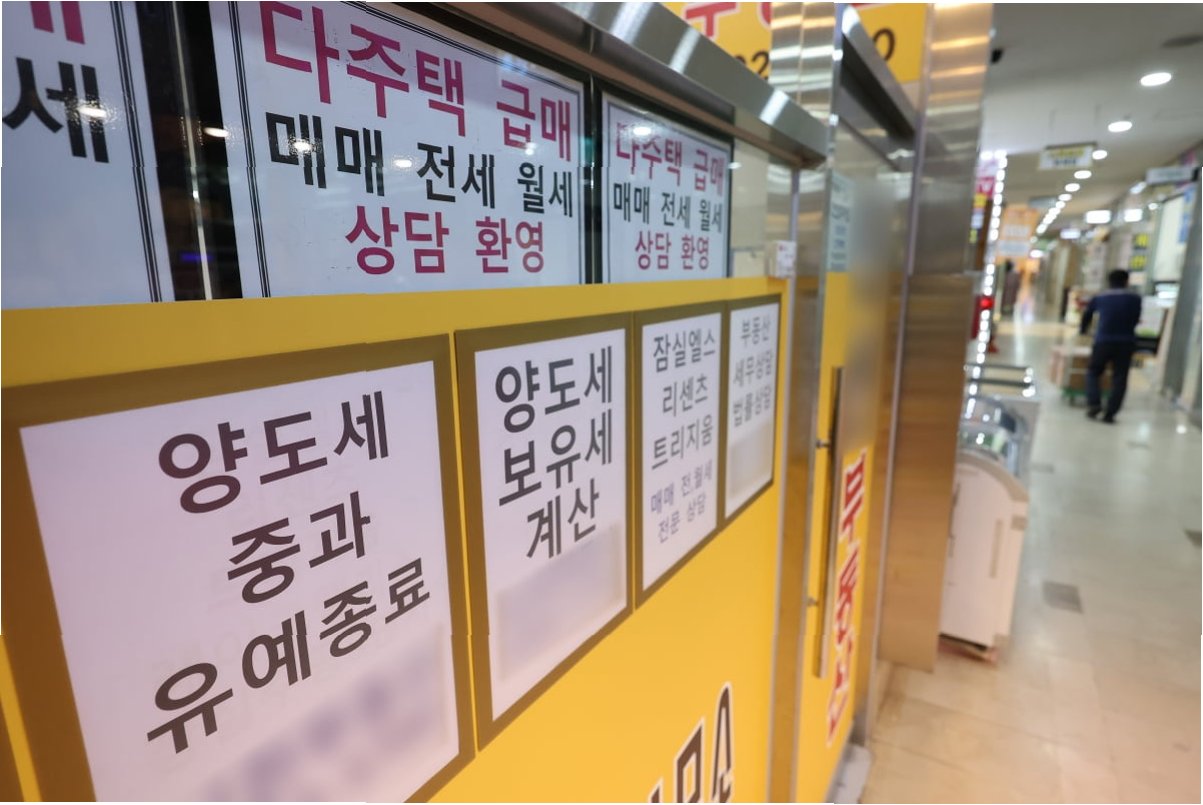 세
다주택 급매
매매 전세 월세
상담 환영
다주택 급매
매매 전세 월세
상담 환영
양도세
중과
유예종료
양도세
보유세
계산
잠실엘스
리센츠
트리지움
매매 전,월세
전문 상담
부동산
세무상담
법률상담
부동산